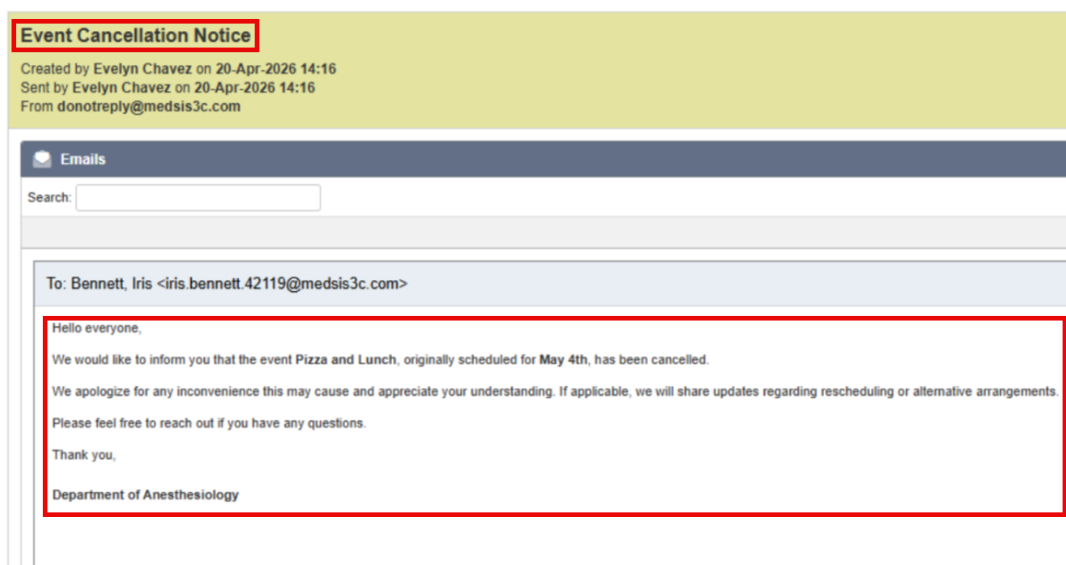 Event Cancellation Notice
Created by Evelyn Chavez on 20-Apr-2026 14:16
Sent by Evelyn Chavez on 20-Apr-2026 14:16
From donotreply@medsis3c.com
Emails
Search:
To: Bennett, Iris <iris.bennett.42119@medsis3c.com>
Hello everyone,
We would like to inform you that the event Pizza and Lunch, originally scheduled for May 4th, has been cancelled.
We apologize for any inconvenience this may cause and appreciate your understanding. If applicable, we will share updates regarding rescheduling or alternative arrangements.
Please feel free to reach out if you have any questions.
Thank you,
Department of Anesthesiology